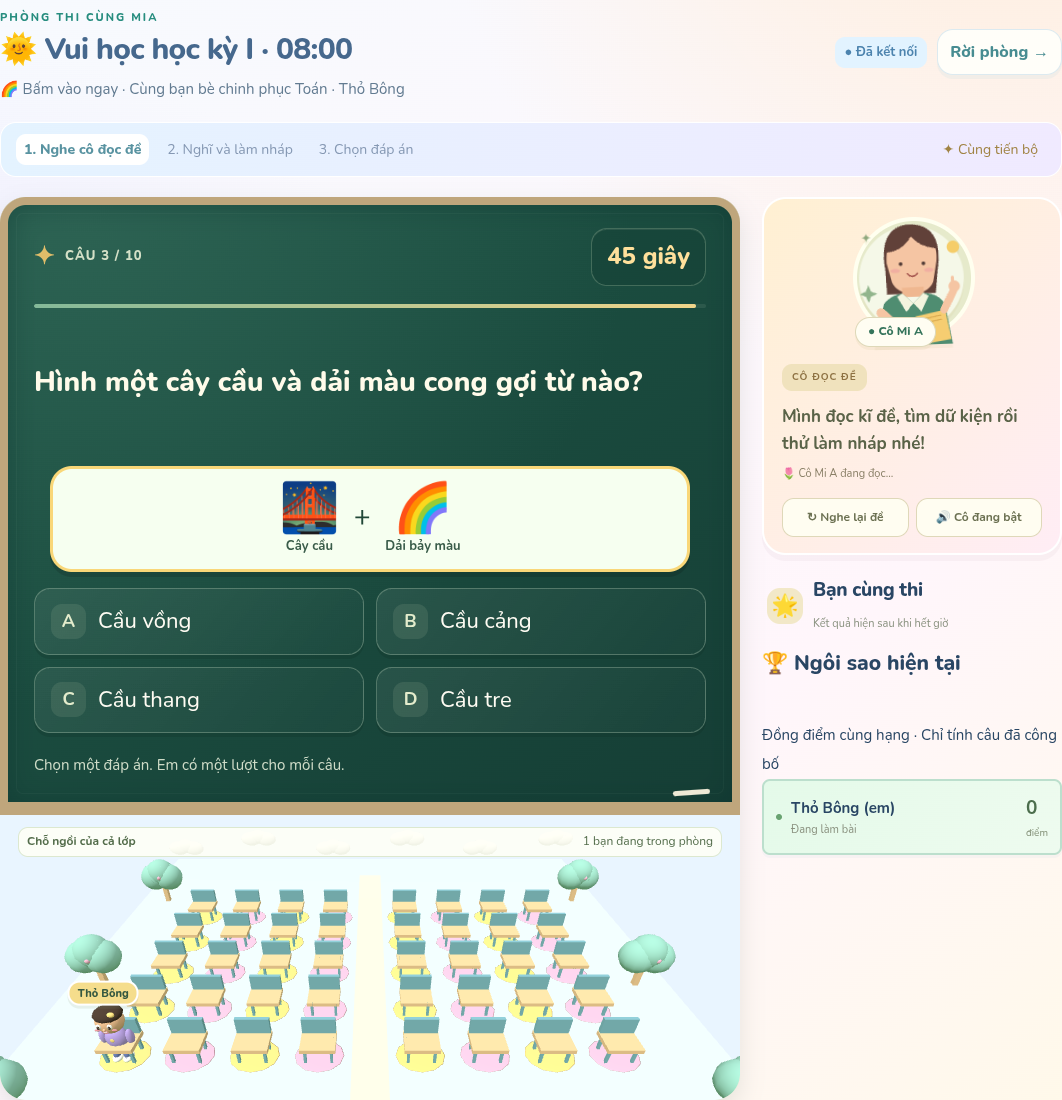 PHÒNG THI CÙNG MIA
🌞 Vui học học kỳ I · 08:00
🌈 Bấm vào ngay · Cùng bạn bè chinh phục Toán · Thỏ Bông
● Đã kết nối
Rời phòng →
1. Nghe cô đọc đề
2. Nghĩ và làm nháp
3. Chọn đáp án
✦ Cùng tiến bộ
CÂU 3 / 10
45 giây
Hình một cây cầu và dải màu cong gợi từ nào?
+
Cây cầu
Dải bảy màu
A Cầu vồng
B Cầu cảng
C Cầu thang
D Cầu tre
Chọn một đáp án. Em có một lượt cho mỗi câu.
● Cô Mi A
CÔ ĐỌC ĐỀ
Mình đọc kĩ đề, tìm dữ kiện rồi
thử làm nháp nhé!
🌷 Cô Mi A đang đọc...
↻ Nghe lại đề
🔊 Cô đang bật
Bạn cùng thi
Kết quả hiện sau khi hết giờ
🏆 Ngôi sao hiện tại
Đồng điểm cùng hạng · Chỉ tính câu đã công
bố
Thỏ Bông (em)
Đang làm bài
0
điểm
Chỗ ngồi của cả lớp
1 bạn đang trong phòng
Thỏ Bông